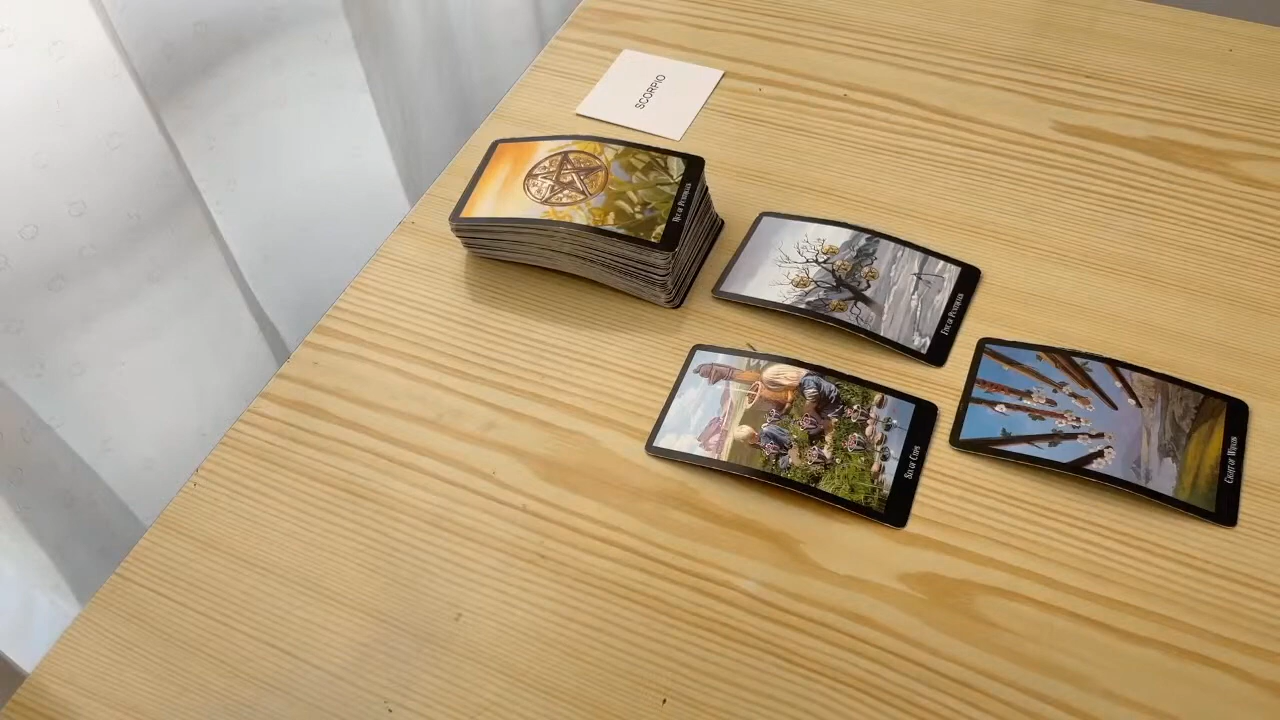 SCORPIO
ACE OF PENTACLES
FIVE OF PENTACLES
SIX OF CUPS
EIGHT OF WANDS